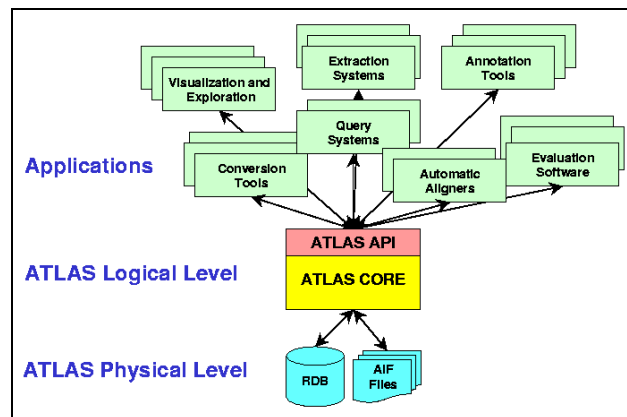 Extraction
Systems
Annotation
Tools
Visualization and
Exploration
Query
Systems
Applications
Conversion
Tools
Automatic
Aligners
Evaluation
Software
ATLAS API
ATLAS Logical Level
ATLAS CORE
ATLAS Physical Level
RDB
AIF
Files